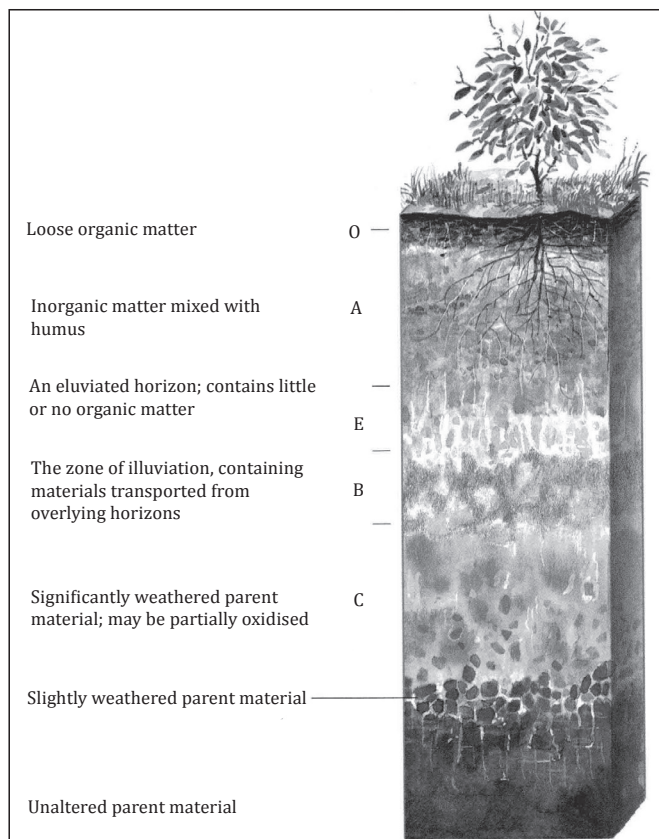 Loose organic matter O
Inorganic matter mixed with
humus
A
An eluviated horizon; contains little
or no organic matter
E
The zone of illuviation, containing
materials transported from
overlying horizons
B
Significantly weathered parent
material; may be partially oxidised
C
Slightly weathered parent material
Unaltered parent material